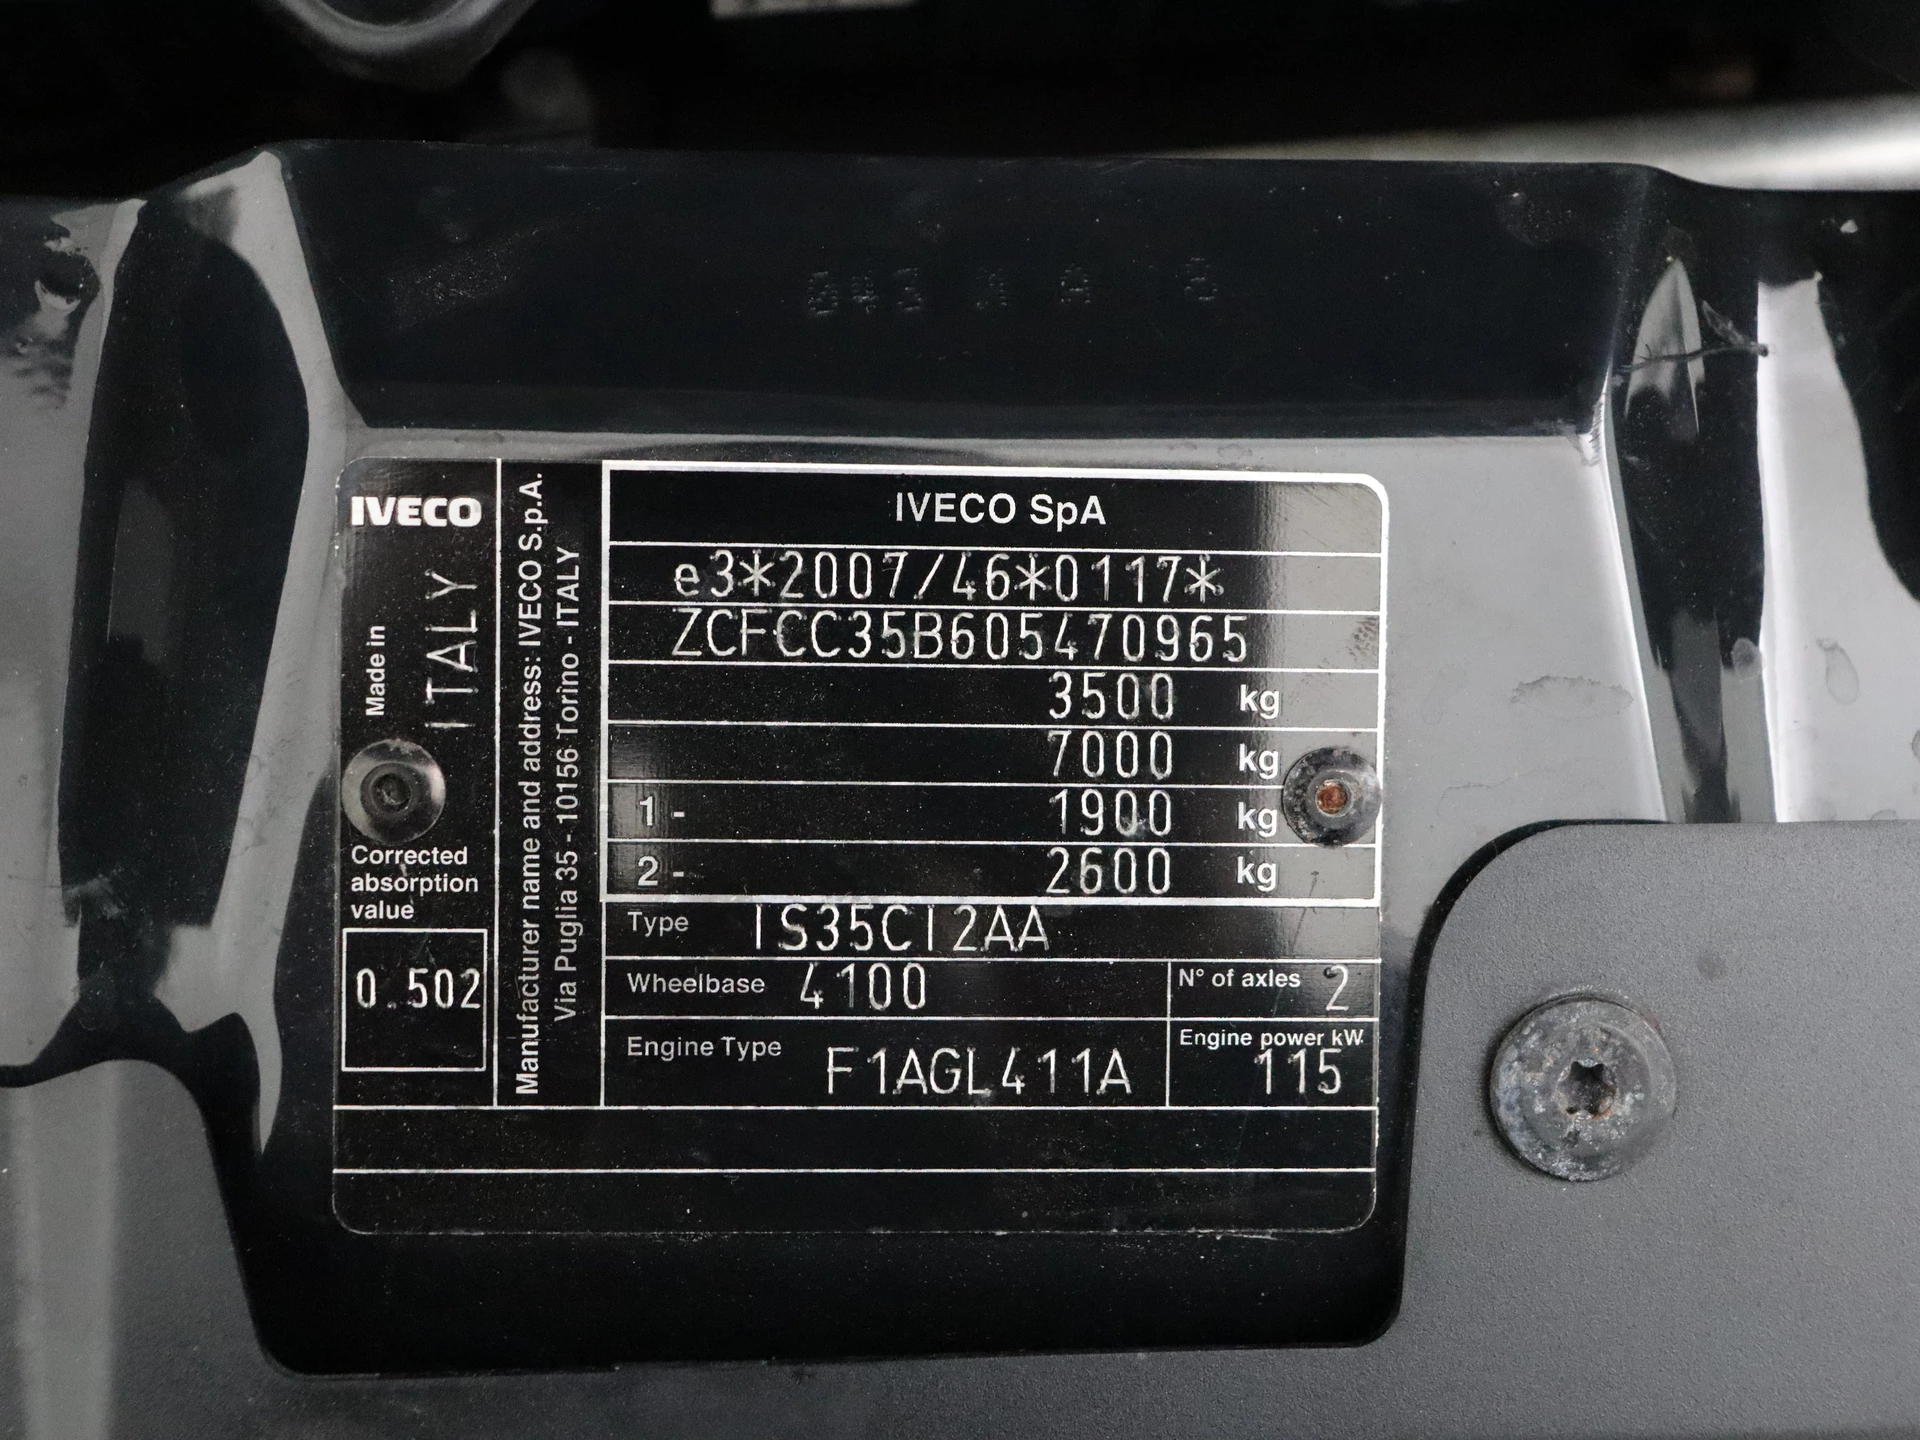 IVECO
Made in
ITALY
Corrected
absorption
value
0.502
Manufacturer name and address: IVECO S.p.A.
Via Puglia 35 - 10156 Torino - ITALY
IVECO SpA
e3*2007/46*0117*
ZCFCC35B605470965
3500 kg
7000 kg
1- 1900 kg
2- 2600 kg
Type IS35CI2AA
Wheelbase 4100 N° of axles 2
Engine Type F1AGL411A Engine power kW 115